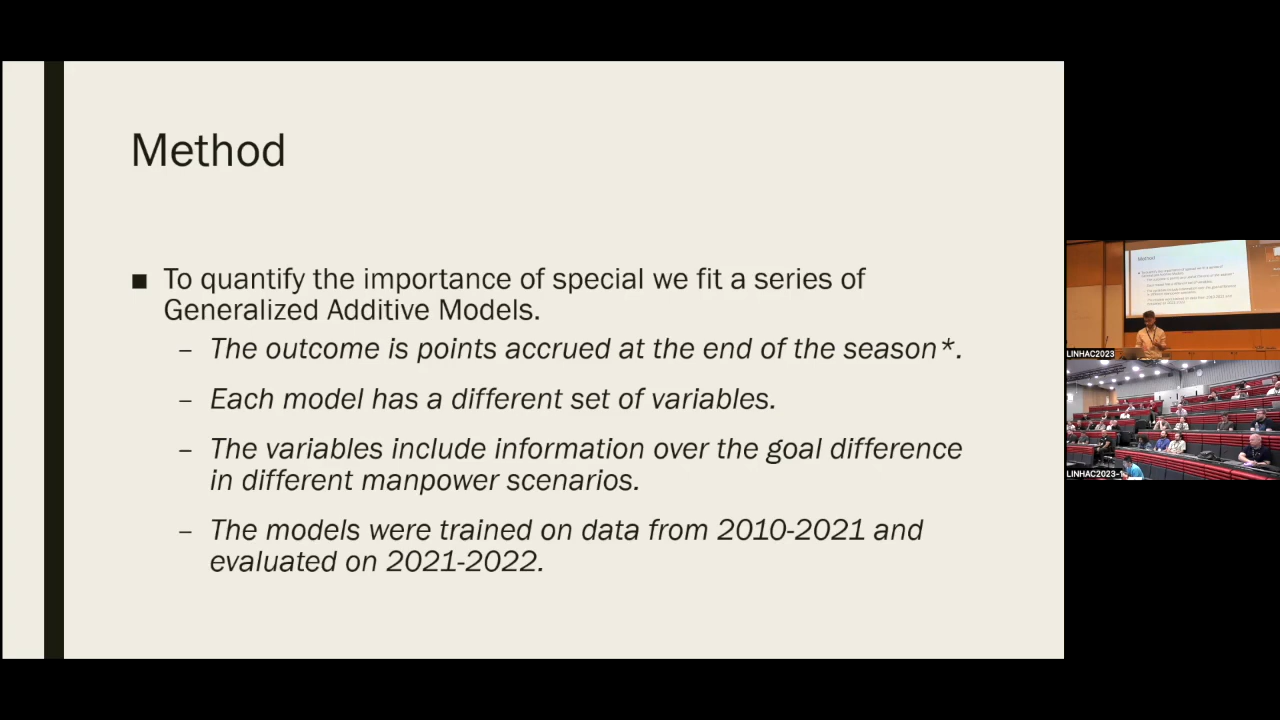 Method
■ To quantify the importance of special we fit a series of
Generalized Additive Models.
– The outcome is points accrued at the end of the season*.
– Each model has a different set of variables.
– The variables include information over the goal difference
in different manpower scenarios.
– The models were trained on data from 2010-2021 and
evaluated on 2021-2022.
Method
LINHAC2023
LINHAC2023-1